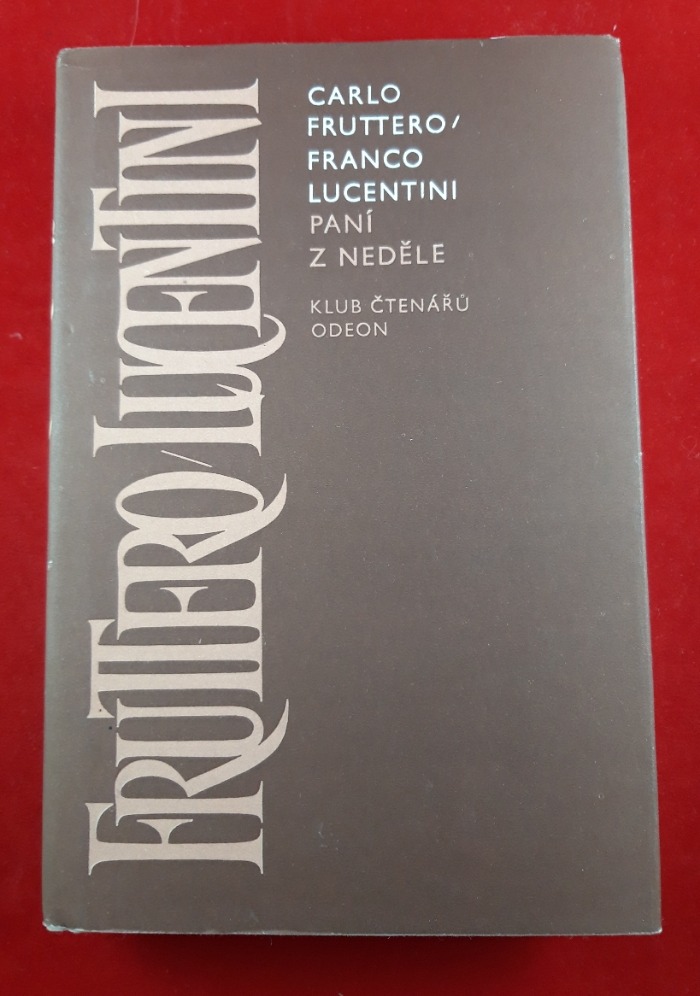 FRUTTERO/LUCENTINI
CARLO
FRUTTERO/
FRANCO
LUCENTINI
PANÍ
Z NEDĚLE
KLUB ČTENÁŘŮ
ODEON